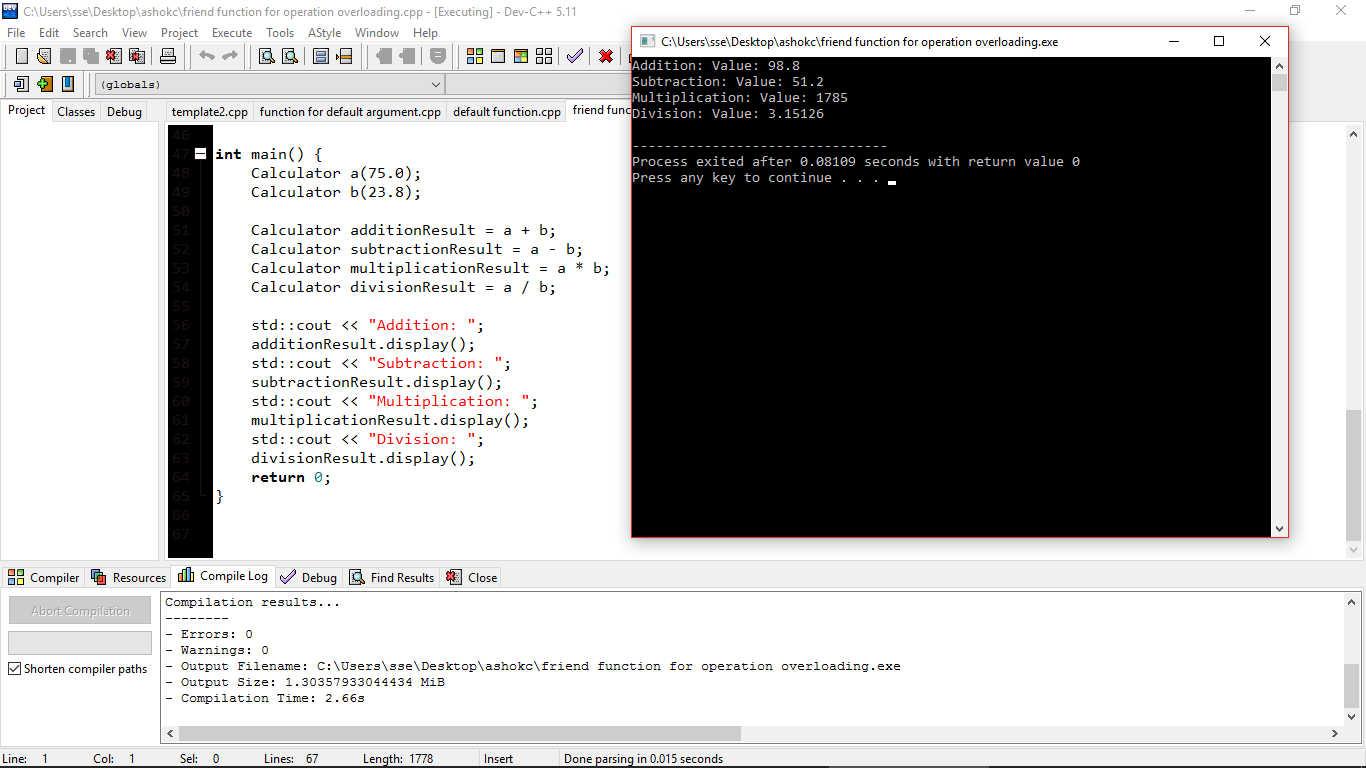 C:\Users\sse\Desktop\ashokc\friend function for operation overloading.cpp - [Executing] - Dev-C++ 5.11
File Edit Search View Project Execute Tools AStyle Window Help
(globals)
Project Classes Debug
template2.cpp function for default argument.cpp default function.cpp friend func
46
47 int main() {
48 Calculator a(75.0);
49 Calculator b(23.8);
50
51 Calculator additionResult = a + b;
52 Calculator subtractionResult = a - b;
53 Calculator multiplicationResult = a * b;
54 Calculator divisionResult = a / b;
55
56 std::cout << "Addition: ";
57 additionResult.display();
58 std::cout << "Subtraction: ";
59 subtractionResult.display();
60 std::cout << "Multiplication: ";
61 multiplicationResult.display();
62 std::cout << "Division: ";
63 divisionResult.display();
64 return 0;
65 }
66
67
C:\Users\sse\Desktop\ashokc\friend function for operation overloading.exe
Addition: Value: 98.8
Subtraction: Value: 51.2
Multiplication: Value: 1785
Division: Value: 3.15126
--------------------------------
Process exited after 0.08109 seconds with return value 0
Press any key to continue . . .
Compiler Resources Compile Log Debug Find Results Close
Abort Compilation
Shorten compiler paths
Compilation results...
--------
- Errors: 0
- Warnings: 0
- Output Filename: C:\Users\sse\Desktop\ashokc\friend function for operation overloading.exe
- Output Size: 1.30357933044434 MiB
- Compilation Time: 2.66s
Line: 1 Col: 1 Sel: 0 Lines: 67 Length: 1778 Insert Done parsing in 0.015 seconds